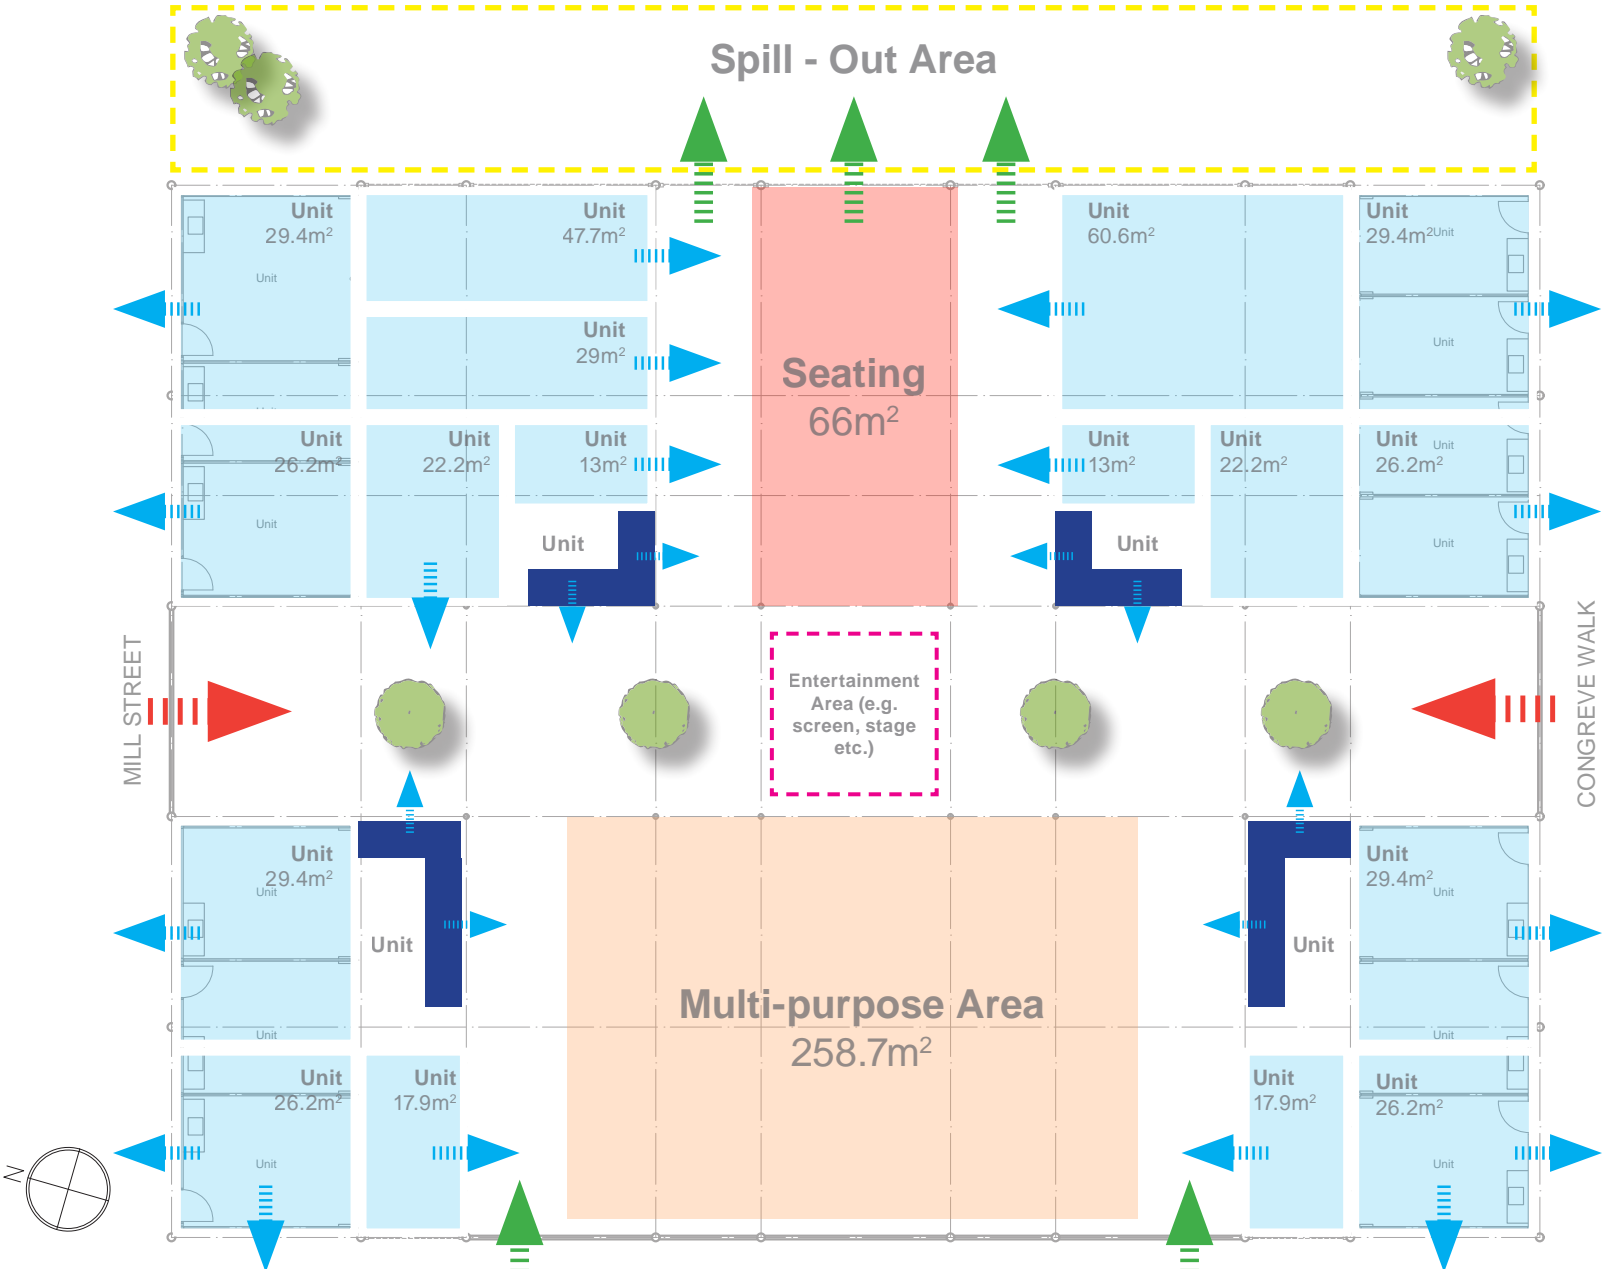 Spill - Out Area
Unit
29.4m²
Unit
Unit
47.7m²
Unit
60.6m²
Unit
29.4m²
Unit
Unit
29m²
Unit
Seating
66m²
Unit
26.2m²
Unit
Unit
22.2m²
Unit
13m²
Unit
13m²
Unit
22.2m²
Unit
26.2m²
Unit
Unit
Unit
Unit
MILL STREET
Entertainment
Area (e.g.
screen, stage
etc.)
CONGREVE WALK
Unit
29.4m²
Unit
Unit
Unit
Unit
29.4m²
Unit
Unit
Multi-purpose Area
258.7m²
Unit
Unit
Unit
26.2m²
Unit
Unit
17.9m²
Unit
17.9m²
Unit
26.2m²
Unit
N